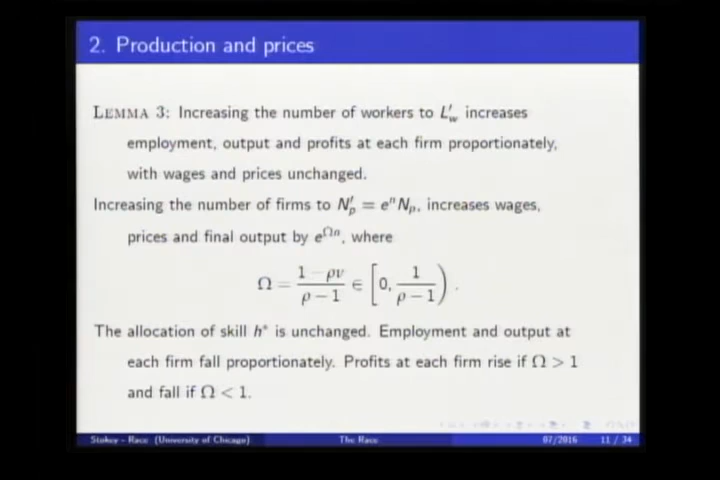 2. Production and prices
LEMMA 3: Increasing the number of workers to L′w increases
employment, output and profits at each firm proportionately,
with wages and prices unchanged.
Increasing the number of firms to N′p = eⁿNp, increases wages,
prices and final output by e^Ωn, where
Ω = (1 − ρν)/(ρ − 1) ∈ [0, 1/(ρ − 1)) .
The allocation of skill h* is unchanged. Employment and output at
each firm fall proportionately. Profits at each firm rise if Ω > 1
and fall if Ω < 1.
Stokey - Race (University of Chicago) The Race 07/2016 11 / 34